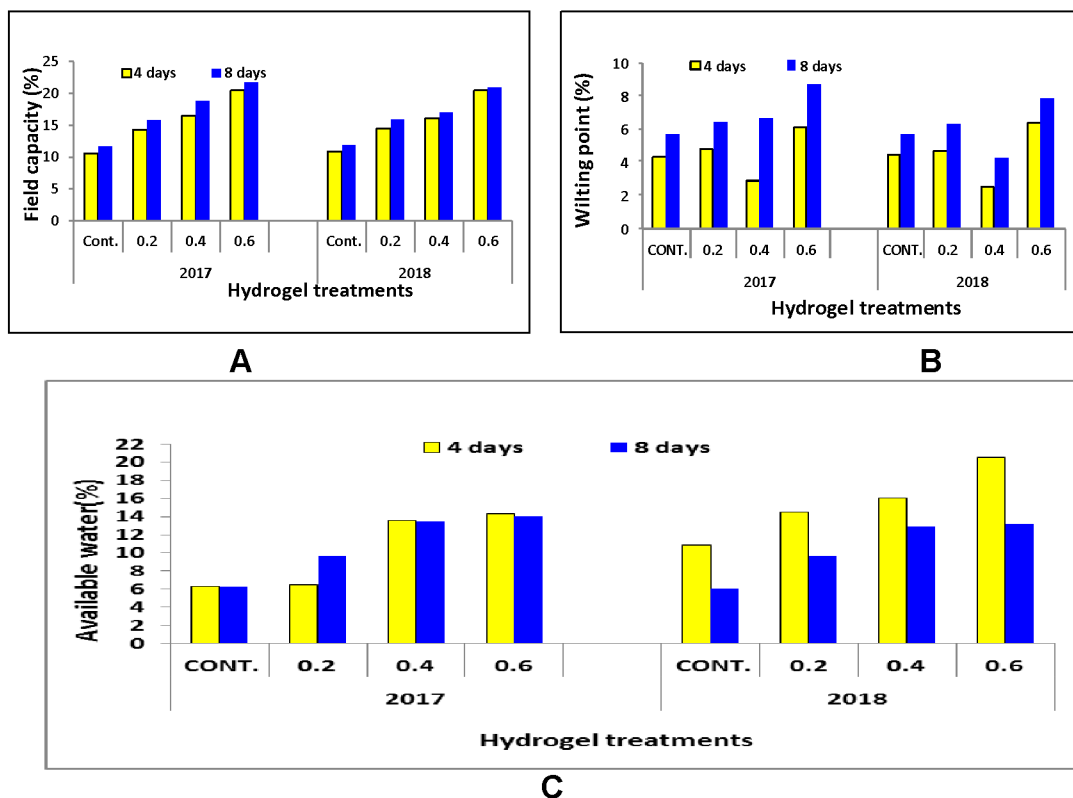 4 days 8 days
Field capacity (%)
25
20
15
10
5
0
Cont. 0.2 0.4 0.6 Cont. 0.2 0.4 0.6
2017 2018
Hydrogel treatments
A
4 days 8 days
Wilting point (%)
10
8
6
4
2
0
CONT. 0.2 0.4 0.6 CONT. 0.2 0.4 0.6
2017 2018
Hydrogel treatments
B
4 days 8 days
Available water(%)
22
20
18
16
14
12
10
8
6
4
2
0
CONT. 0.2 0.4 0.6 CONT. 0.2 0.4 0.6
2017 2018
Hydrogel treatments
C